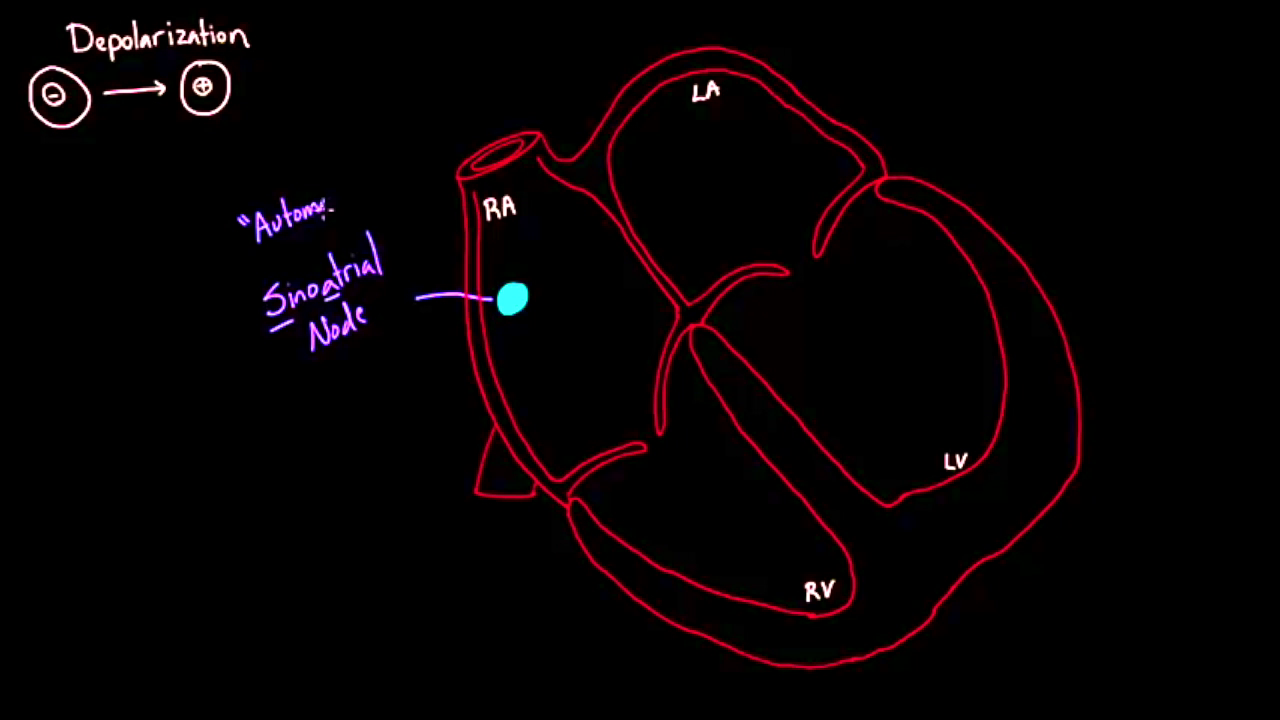 Depolarization
- → +
LA
RA
"Autom
Sinoatrial
Node
LV
RV